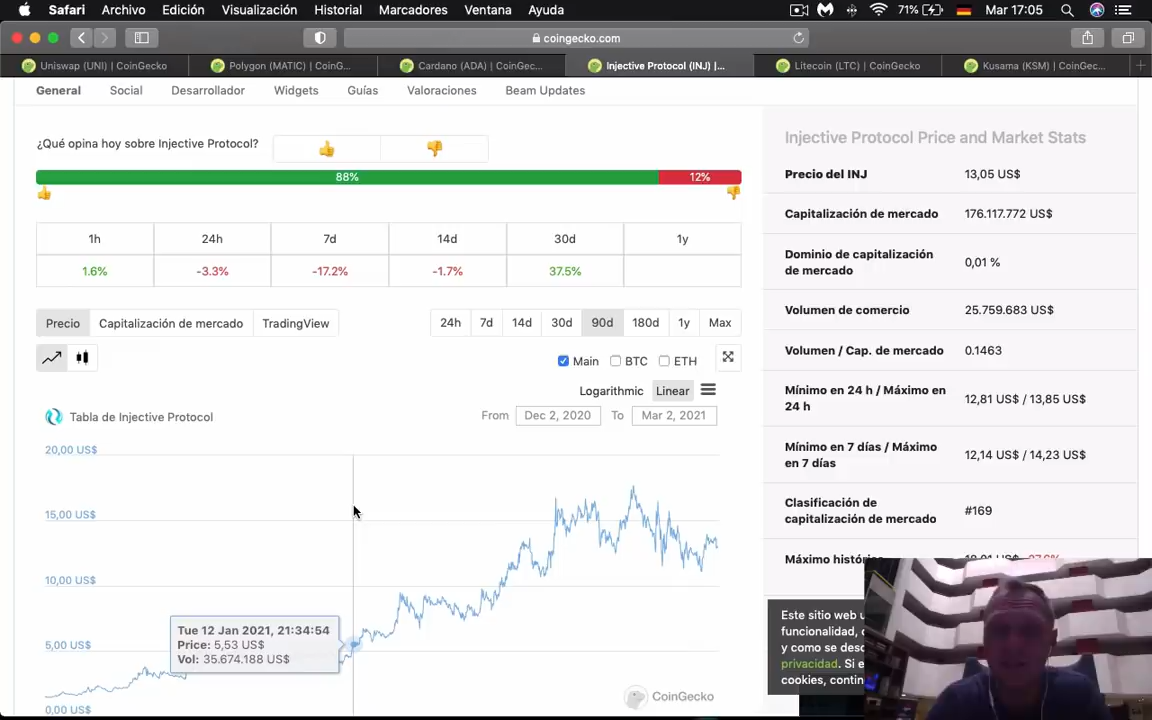 Safari Archivo Edición Visualización Historial Marcadores Ventana Ayuda 71% Mar 17:05
coingecko.com
Uniswap (UNI) | CoinGecko Polygon (MATIC) | CoinG... Cardano (ADA) | CoinGec... Injective Protocol (INJ) |... Litecoin (LTC) | CoinGecko Kusama (KSM) | CoinGec...
General Social Desarrollador Widgets Guías Valoraciones Beam Updates
¿Qué opina hoy sobre Injective Protocol?
88% 12%
1h 24h 7d 14d 30d 1y
1.6% -3.3% -17.2% -1.7% 37.5%
Precio Capitalización de mercado TradingView
24h 7d 14d 30d 90d 180d 1y Max
Main BTC ETH
Logarithmic Linear
Tabla de Injective Protocol
From Dec 2, 2020 To Mar 2, 2021
20,00 US$
15,00 US$
10,00 US$
5,00 US$
0,00 US$
Tue 12 Jan 2021, 21:34:54
Price: 5,53 US$
Vol: 35.674.188 US$
CoinGecko
Injective Protocol Price and Market Stats
Precio del INJ 13,05 US$
Capitalización de mercado 176.117.772 US$
Dominio de capitalización
de mercado 0,01 %
Volumen de comercio 25.759.683 US$
Volumen / Cap. de mercado 0.1463
Mínimo en 24 h / Máximo en
24 h 12,81 US$ / 13,85 US$
Mínimo en 7 días / Máximo
en 7 días 12,14 US$ / 14,23 US$
Clasificación de
capitalización de mercado #169
Máximo histór
Este sitio web
funcionalidad,
y como se des
privacidad. Si
cookies, contin